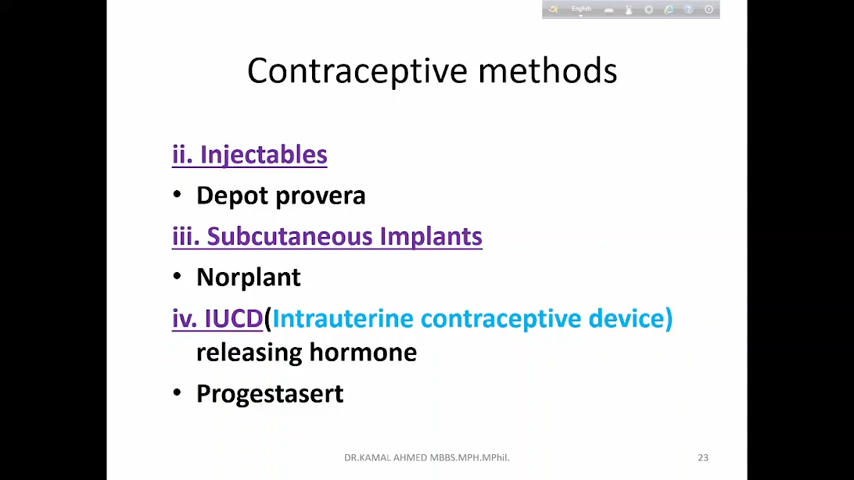 English
Contraceptive methods
ii. Injectables
• Depot provera
iii. Subcutaneous Implants
• Norplant
iv. IUCD(Intrauterine contraceptive device)
releasing hormone
• Progestasert
DR.KAMAL AHMED MBBS.MPH.MPhil.
23